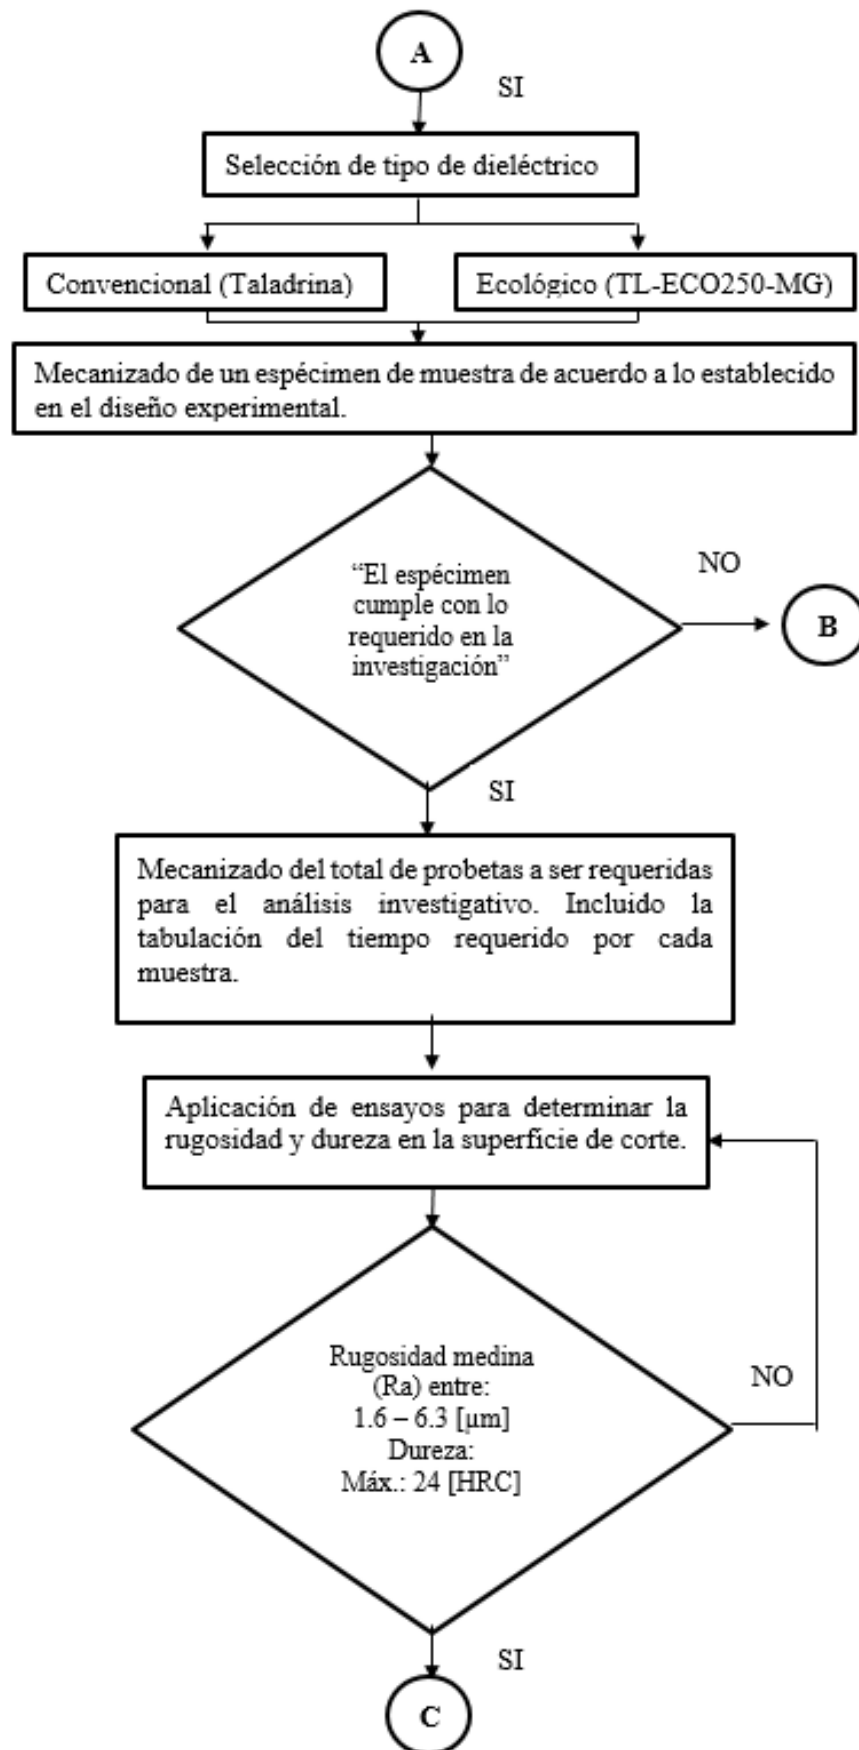 A
SI
Selección de tipo de dieléctrico
Convencional (Taladrina)
Ecológico (TL-ECO250-MG)
Mecanizado de un espécimen de muestra de acuerdo a lo establecido
en el diseño experimental.
“El espécimen
cumple con lo
requerido en la
investigación”
NO
B
SI
Mecanizado del total de probetas a ser requeridas
para el análisis investigativo. Incluido la
tabulación del tiempo requerido por cada
muestra.
Aplicación de ensayos para determinar la
rugosidad y dureza en la superfície de corte.
Rugosidad medina
(Ra) entre:
1.6 – 6.3 [µm]
Dureza:
Máx.: 24 [HRC]
NO
SI
C